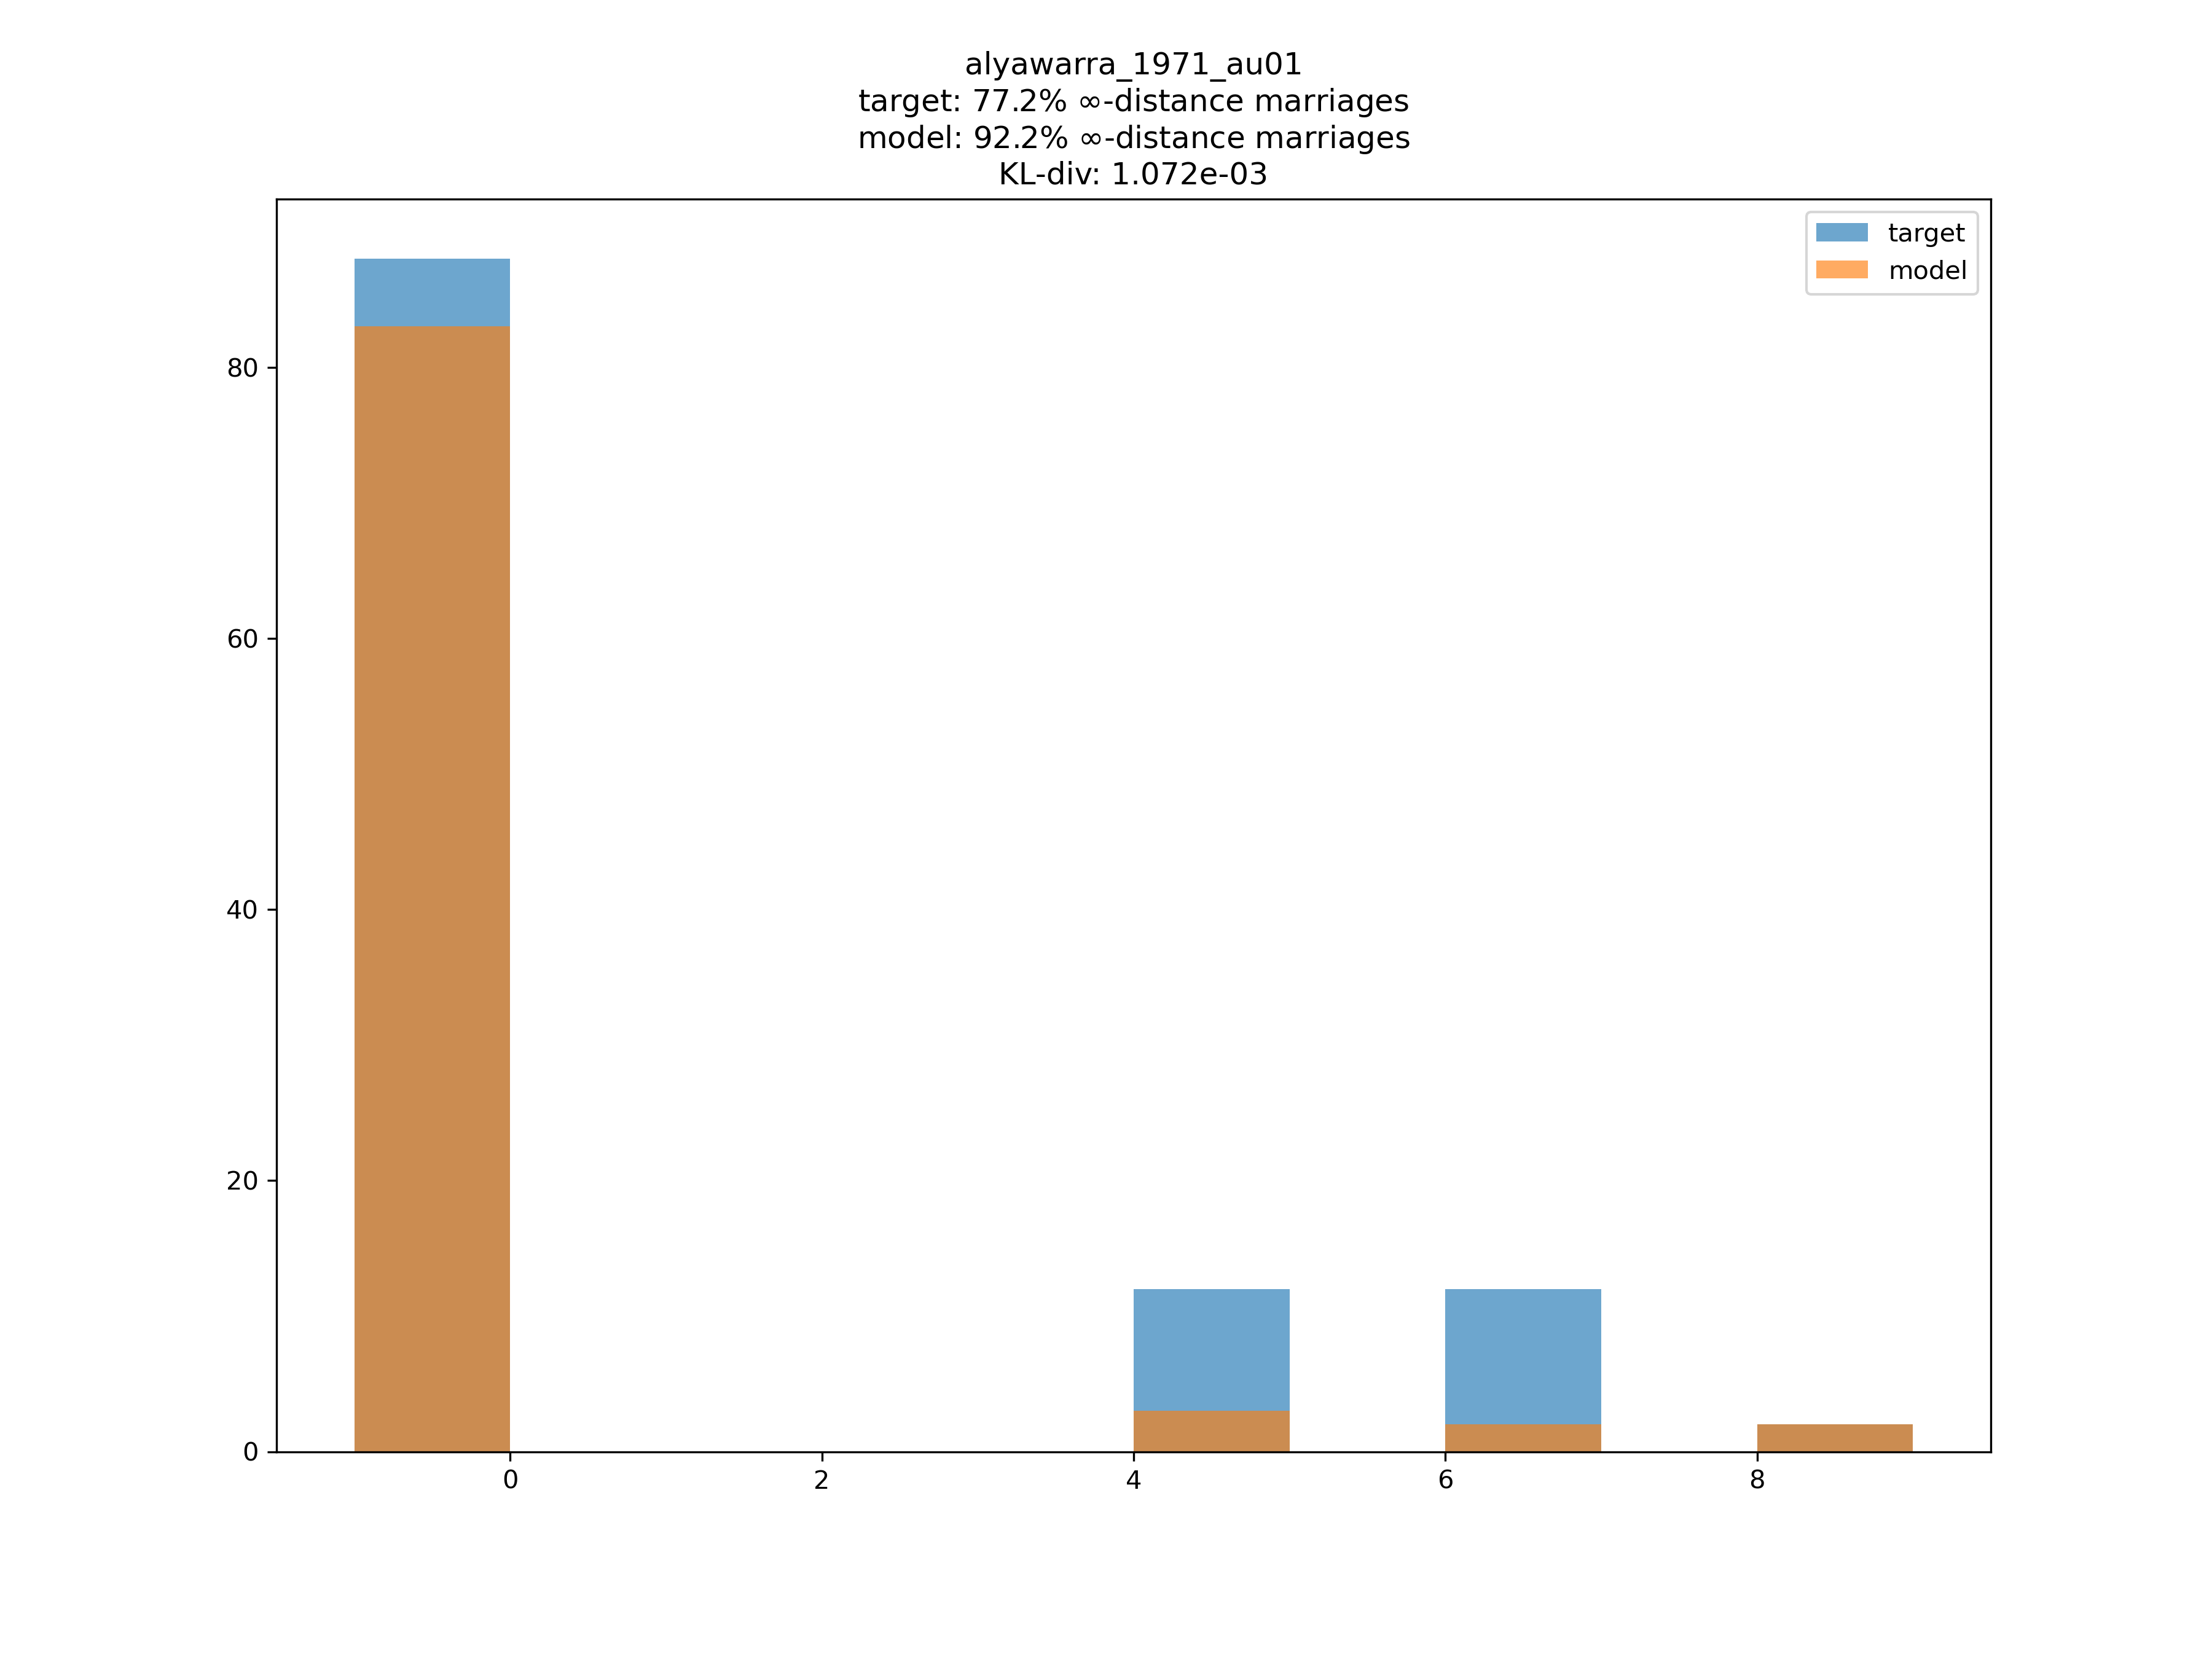 alyawarra_1971_au01
target: 77.2% ∞-distance marriages
model: 92.2% ∞-distance marriages
KL-div: 1.072e-03
target
model
80
60
40
20
0
0 2 4 6 8